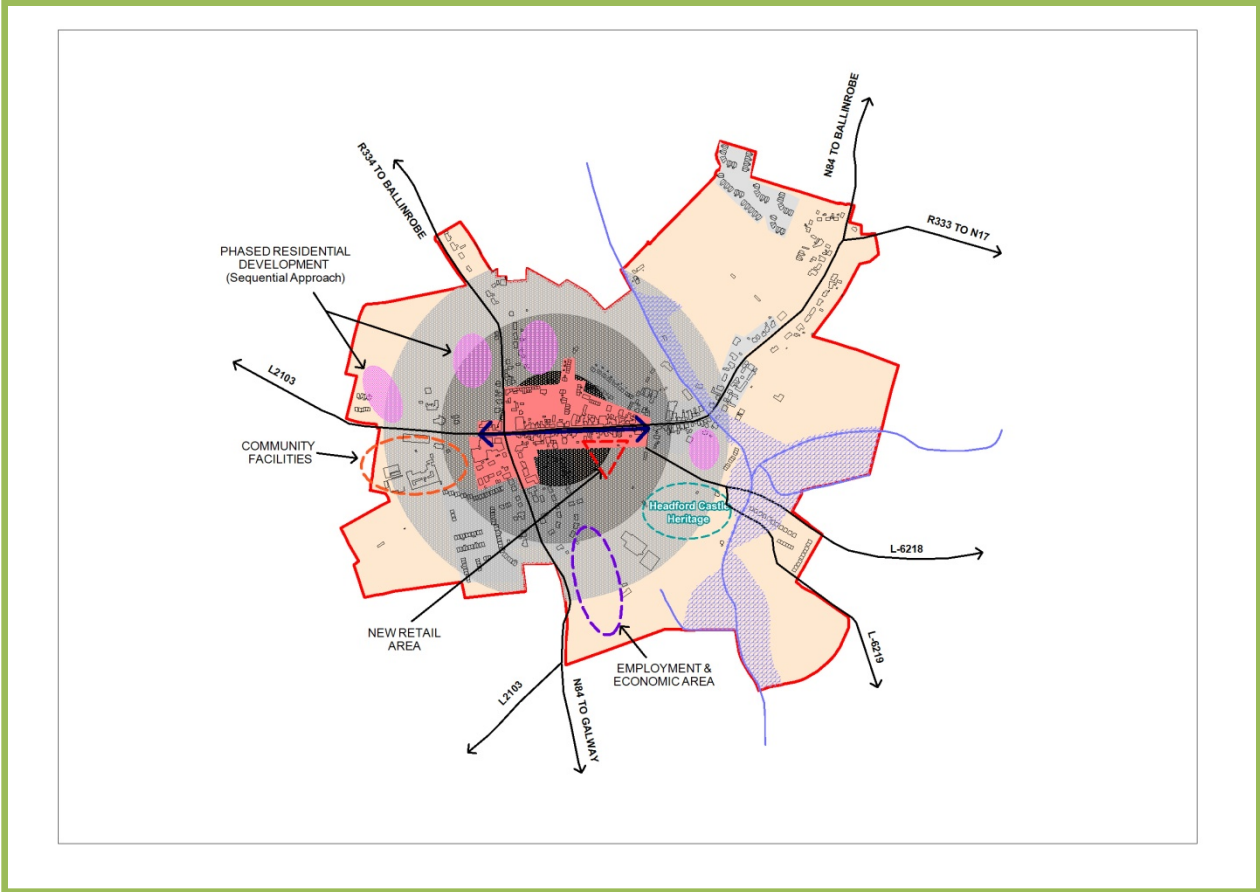 N84 TO BALLINROBE
R334 TO BALLINROBE
R333 TO N17
PHASED RESIDENTIAL
DEVELOPMENT
(Sequential Approach)
L2103
COMMUNITY
FACILITIES
Headford Castle
Heritage
L-6218
NEW RETAIL
AREA
L-6219
EMPLOYMENT &
ECONOMIC AREA
L2103
N84 TO GALWAY